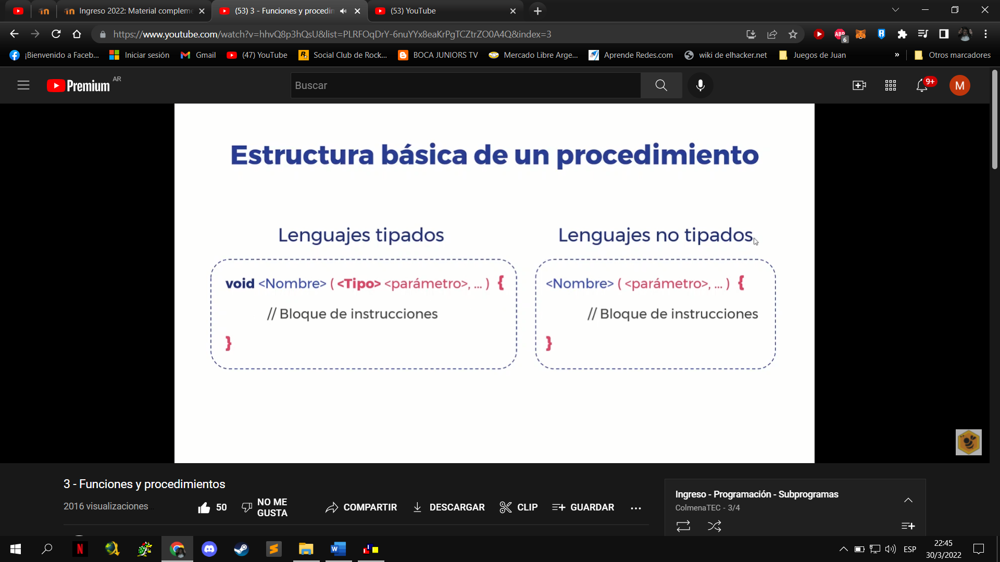 Ingreso 2022: Material compleme
(53) 3 - Funciones y procedim
(53) YouTube
https://www.youtube.com/watch?v=hhvQ8p3hQsU&list=PLRFOqDrY-6nuYYx8eaKrPgTCZtrZO0A4Q&index=3
ABP
6
¡Bienvenido a Faceb...
Iniciar sesión
Gmail
(47) YouTube
Social Club de Rock...
BOCA JUNIORS TV
Mercado Libre Arge...
Aprende Redes.com
wiki de elhacker.net
Juegos de Juan
»
Otros marcadores
Premium
AR
Buscar
9+
M
Estructura básica de un procedimiento
Lenguajes tipados
Lenguajes no tipados
void <Nombre> ( <Tipo> <parámetro>, ... ) {
// Bloque de instrucciones
}
<Nombre> ( <parámetro>, ... ) {
// Bloque de instrucciones
}
3 - Funciones y procedimientos
2016 visualizaciones
50
NO ME
GUSTA
COMPARTIR
DESCARGAR
CLIP
GUARDAR
Ingreso - Programación - Subprogramas
ColmenaTEC - 3/4
ESP
22:45
30/3/2022